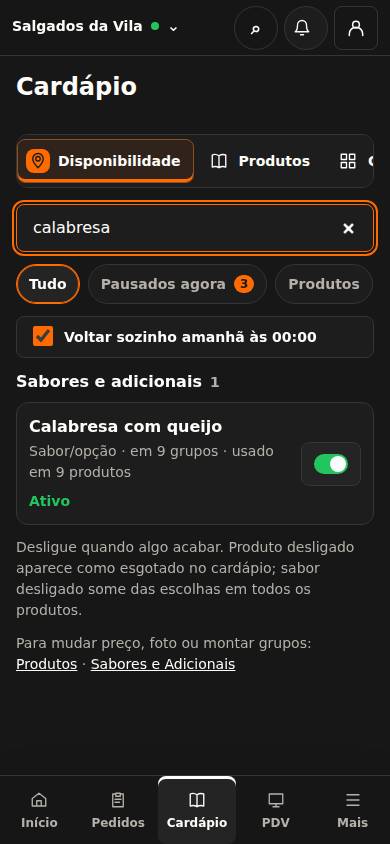 Salgados da Vila
Cardápio
Disponibilidade
Produtos
calabresa
Tudo
Pausados agora 3
Produtos
Voltar sozinho amanhã às 00:00
Sabores e adicionais 1
Calabresa com queijo
Sabor/opção · em 9 grupos · usado
em 9 produtos
Ativo
Desligue quando algo acabar. Produto desligado
aparece como esgotado no cardápio; sabor
desligado some das escolhas em todos os
produtos.
Para mudar preço, foto ou montar grupos:
Produtos · Sabores e Adicionais
Início
Pedidos
Cardápio
PDV
Mais